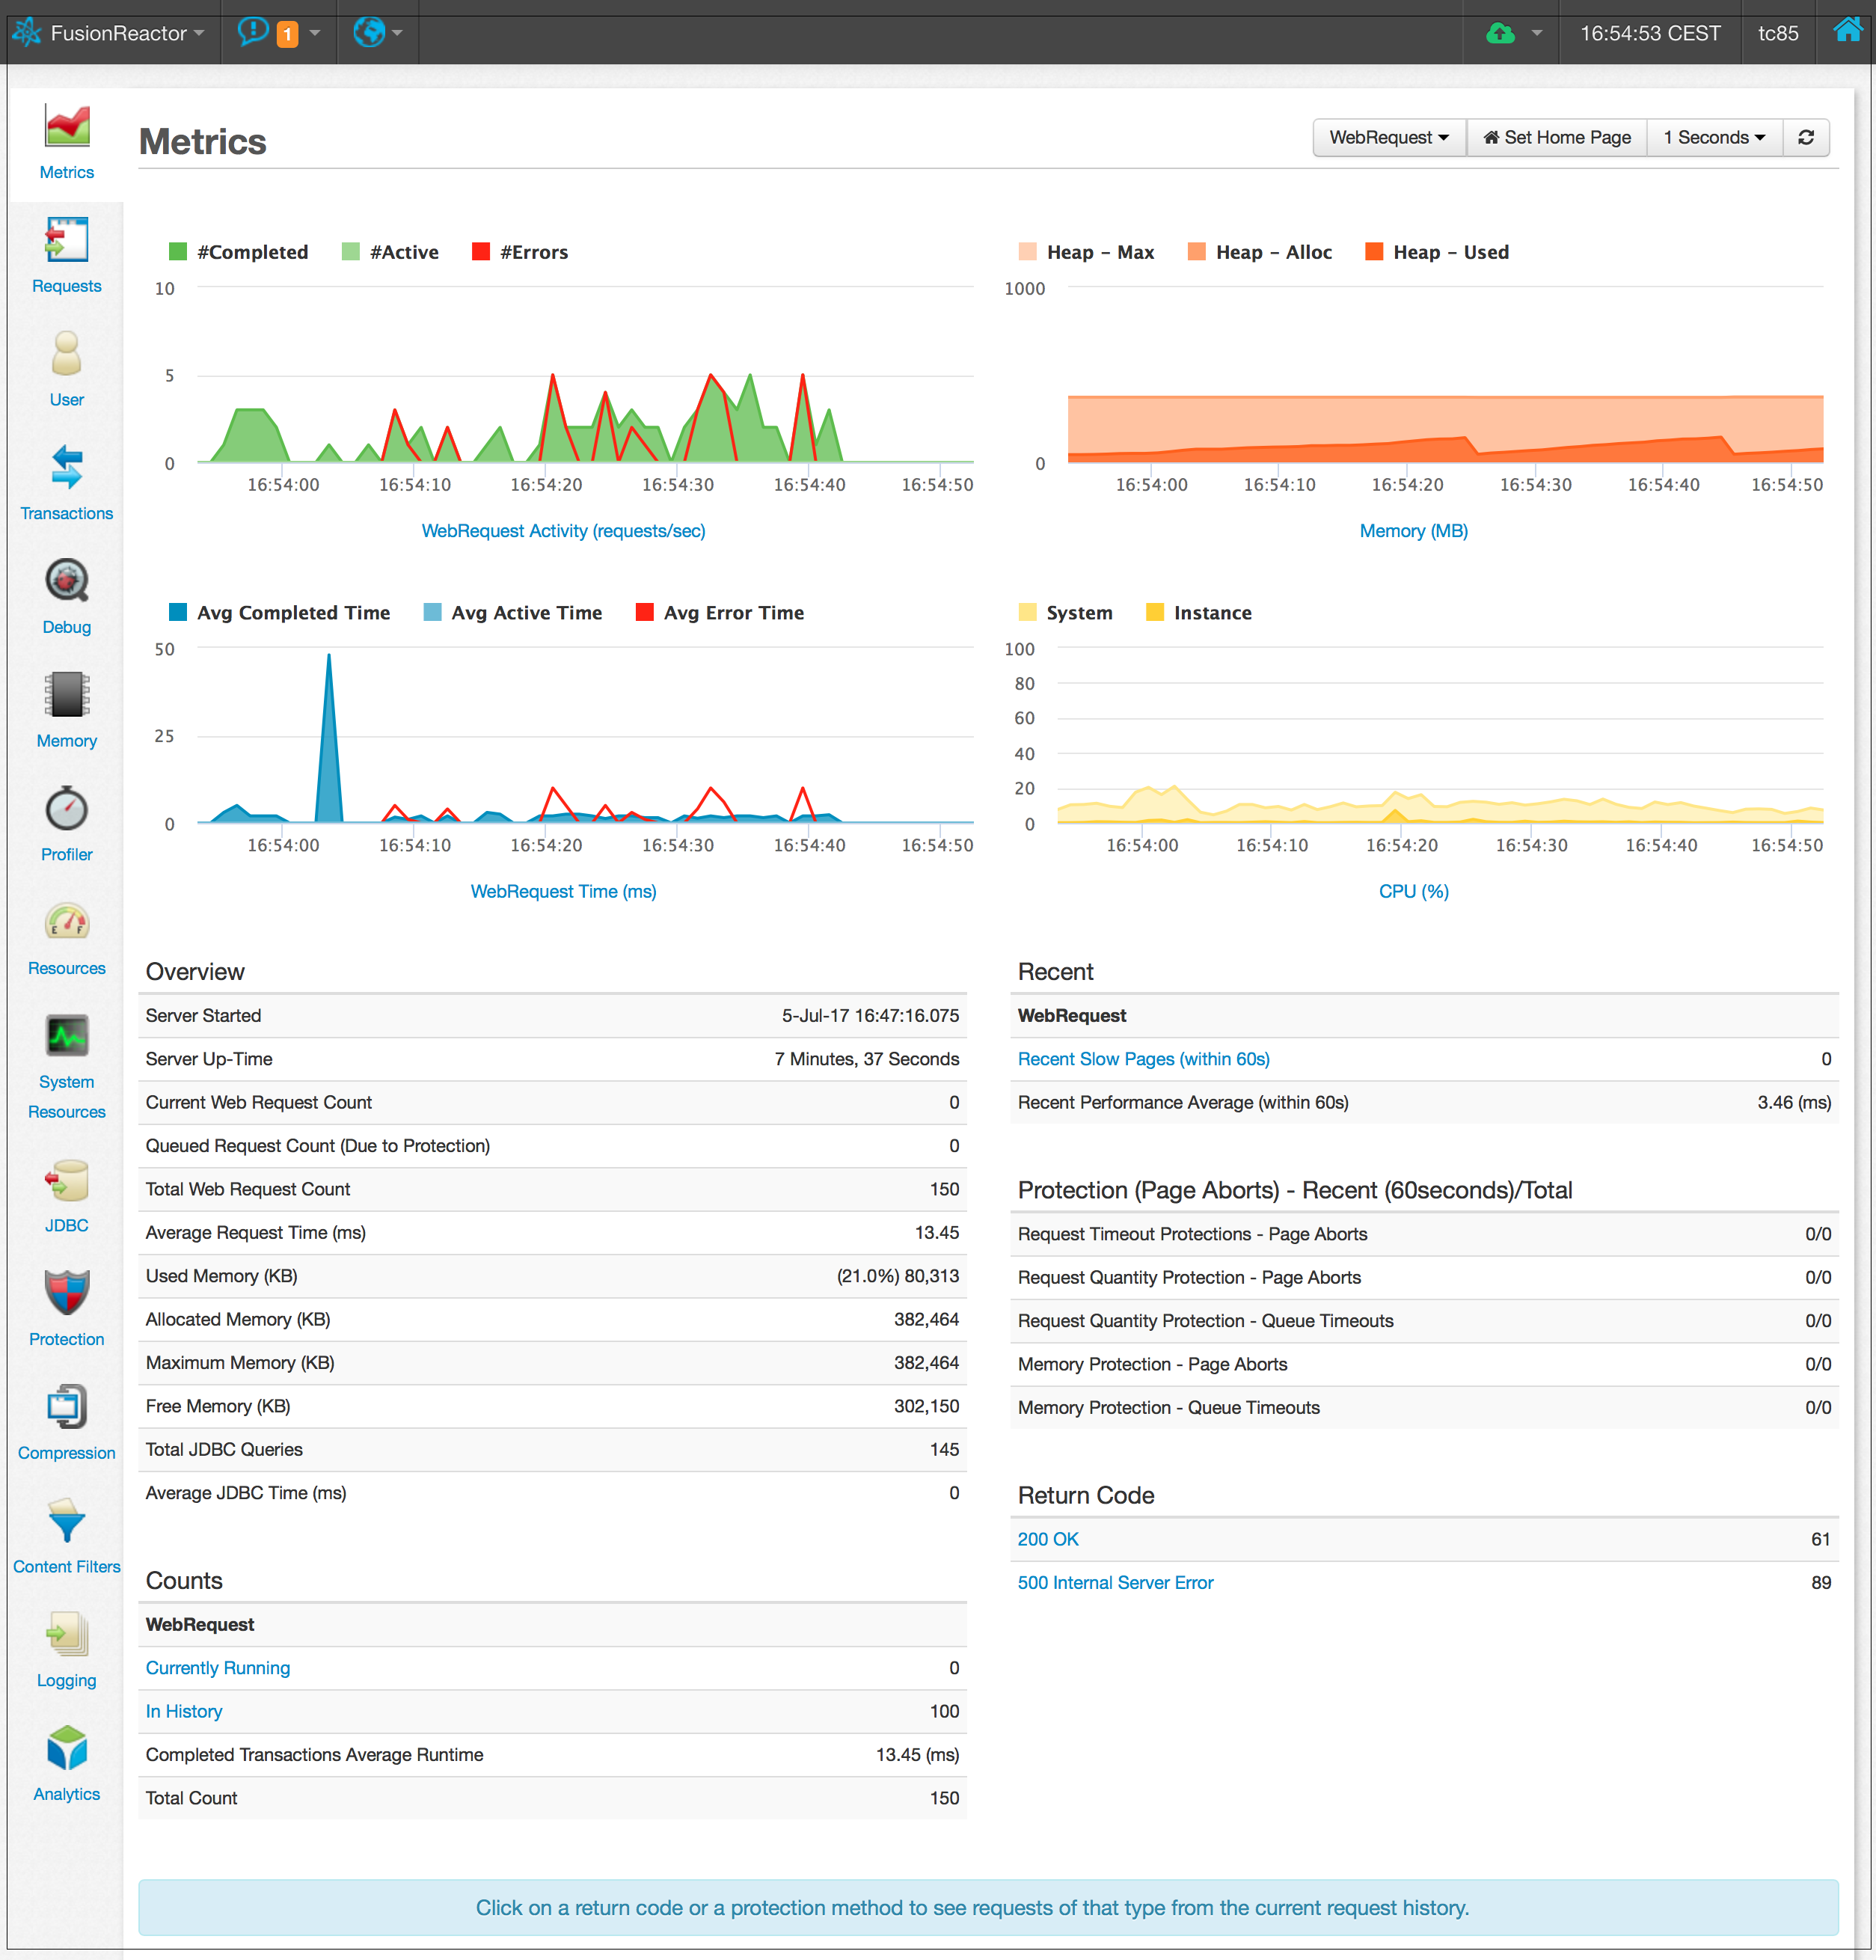 FusionReactor
1
16:54:53 CEST
tc85
Metrics
Requests
User
Transactions
Debug
Memory
Profiler
E F
Resources
System
Resources
JDBC
Protection
Compression
Content Filters
Logging
Analytics
Metrics
WebRequest
Set Home Page
1 Seconds
#Completed #Active #Errors
10
5
0
16:54:00 16:54:10 16:54:20 16:54:30 16:54:40 16:54:50
WebRequest Activity (requests/sec)
Heap – Max Heap – Alloc Heap – Used
1000
0
16:54:00 16:54:10 16:54:20 16:54:30 16:54:40 16:54:50
Memory (MB)
Avg Completed Time Avg Active Time Avg Error Time
50
25
0
16:54:00 16:54:10 16:54:20 16:54:30 16:54:40 16:54:50
WebRequest Time (ms)
System Instance
100
80
60
40
20
0
16:54:00 16:54:10 16:54:20 16:54:30 16:54:40 16:54:50
CPU (%)
Overview
Server Started 5-Jul-17 16:47:16.075
Server Up-Time 7 Minutes, 37 Seconds
Current Web Request Count 0
Queued Request Count (Due to Protection) 0
Total Web Request Count 150
Average Request Time (ms) 13.45
Used Memory (KB) (21.0%) 80,313
Allocated Memory (KB) 382,464
Maximum Memory (KB) 382,464
Free Memory (KB) 302,150
Total JDBC Queries 145
Average JDBC Time (ms) 0
Counts
WebRequest
Currently Running 0
In History 100
Completed Transactions Average Runtime 13.45 (ms)
Total Count 150
Recent
WebRequest
Recent Slow Pages (within 60s) 0
Recent Performance Average (within 60s) 3.46 (ms)
Protection (Page Aborts) - Recent (60seconds)/Total
Request Timeout Protections - Page Aborts 0/0
Request Quantity Protection - Page Aborts 0/0
Request Quantity Protection - Queue Timeouts 0/0
Memory Protection - Page Aborts 0/0
Memory Protection - Queue Timeouts 0/0
Return Code
200 OK 61
500 Internal Server Error 89
Click on a return code or a protection method to see requests of that type from the current request history.